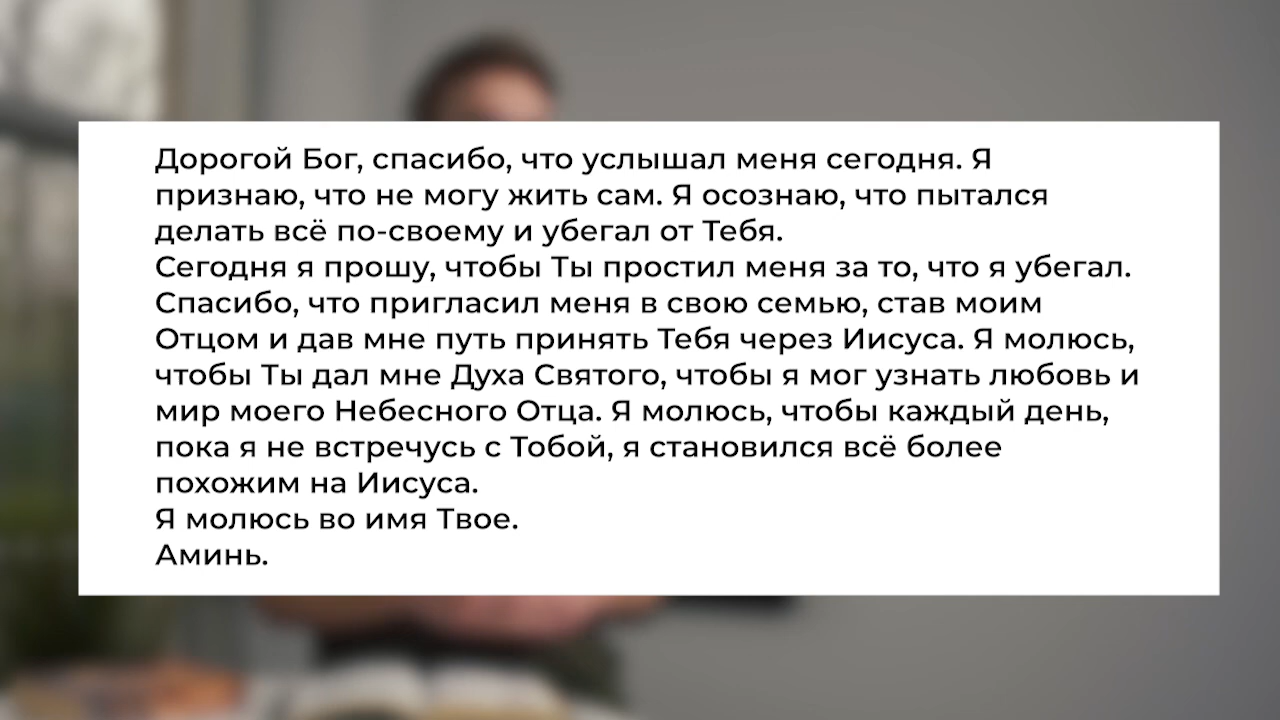 Дорогой Бог, спасибо, что услышал меня сегодня. Я
признаю, что не могу жить сам. Я осознаю, что пытался
делать всё по-своему и убегал от Тебя.
Сегодня я прошу, чтобы Ты простил меня за то, что я убегал.
Спасибо, что пригласил меня в свою семью, став моим
Отцом и дав мне путь принять Тебя через Иисуса. Я молюсь,
чтобы Ты дал мне Духа Святого, чтобы я мог узнать любовь и
мир моего Небесного Отца. Я молюсь, чтобы каждый день,
пока я не встречусь с Тобой, я становился всё более
похожим на Иисуса.
Я молюсь во имя Твое.
Аминь.